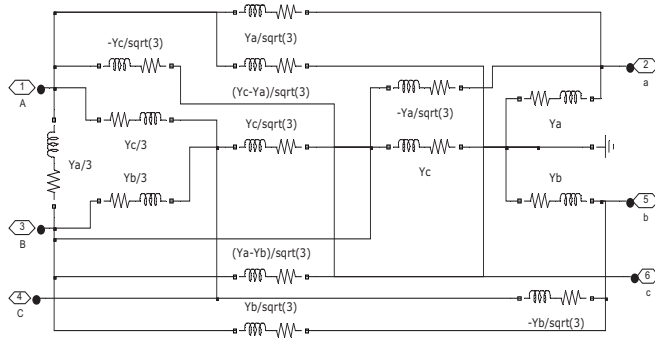 Ya/sqrt(3)
-Yc/sqrt(3)
1
A
2
a
(Yc-Ya)/sqrt(3)
-Ya/sqrt(3)
Ya
Yc/3
Yc/sqrt(3)
Ya/3
Yb/3
Yc
Yb
3
B
5
b
(Ya-Yb)/sqrt(3)
6
c
4
C
Yb/sqrt(3)
-Yb/sqrt(3)